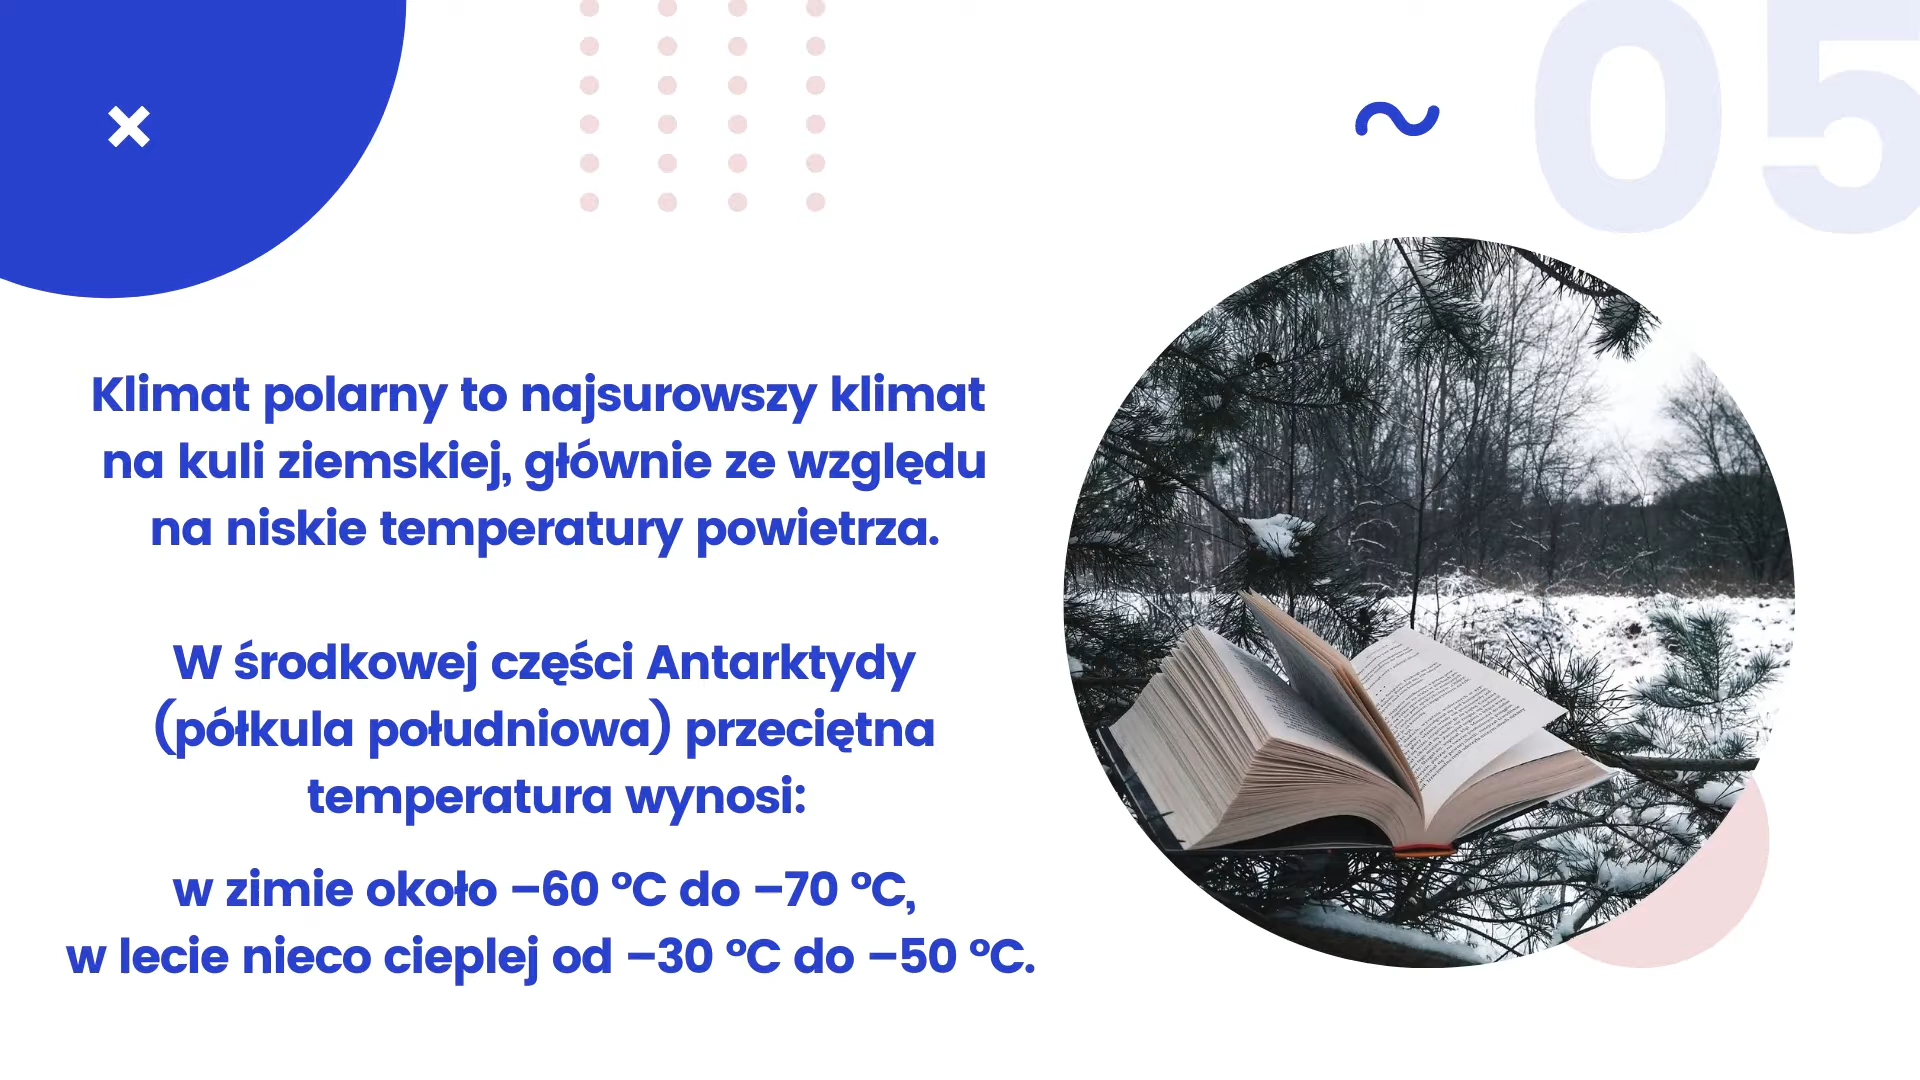 05
Klimat polarny to najsurowszy klimat
na kuli ziemskiej, głównie ze względu
na niskie temperatury powietrza.
W środkowej części Antarktydy
(półkula południowa) przeciętna
temperatura wynosi:
w zimie około –60 °C do –70 °C,
w lecie nieco cieplej od –30 °C do –50 °C.